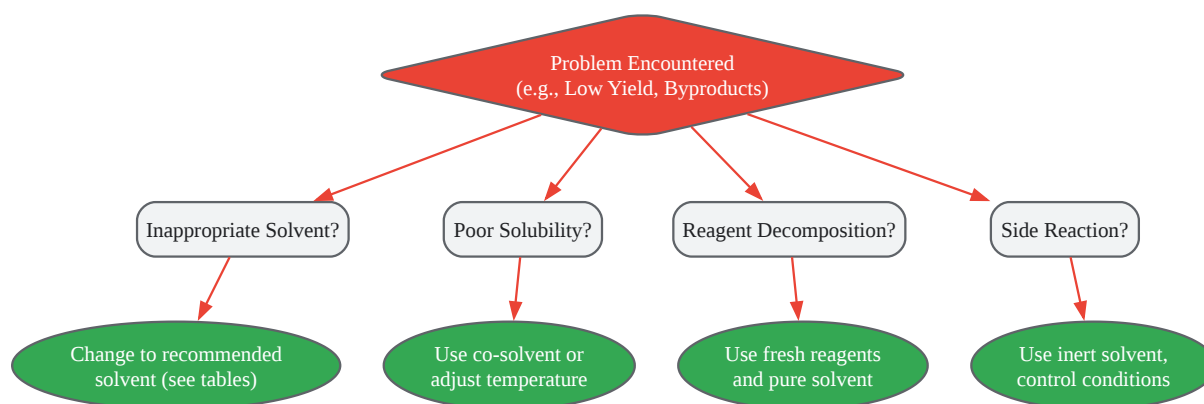 Problem Encountered
(e.g., Low Yield, Byproducts)
Inappropriate Solvent?
Poor Solubility?
Reagent Decomposition?
Side Reaction?
Change to recommended
solvent (see tables)
Use co-solvent or
adjust temperature
Use fresh reagents
and pure solvent
Use inert solvent,
control conditions